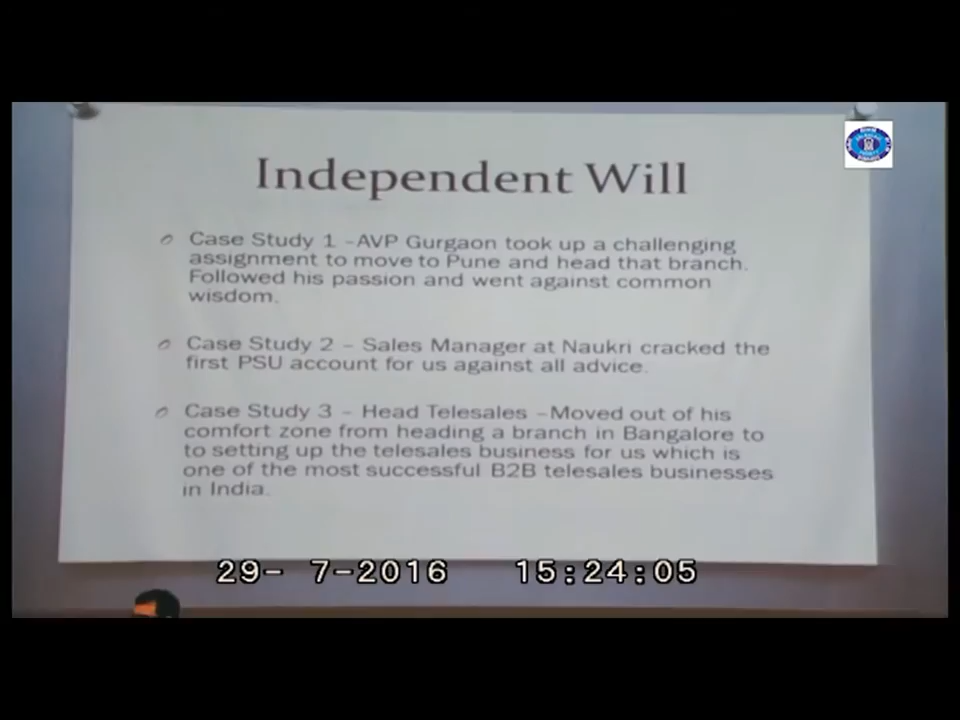 Independent Will
Case Study 1 -AVP Gurgaon took up a challenging
assignment to move to Pune and head that branch.
Followed his passion and went against common
wisdom.
Case Study 2 – Sales Manager at Naukri cracked the
first PSU account for us against all advice.
Case Study 3 – Head Telesales –Moved out of his
comfort zone from heading a branch in Bangalore to
to setting up the telesales business for us which is
one of the most successful B2B telesales businesses
in India.
29- 7-2016 15:24:05